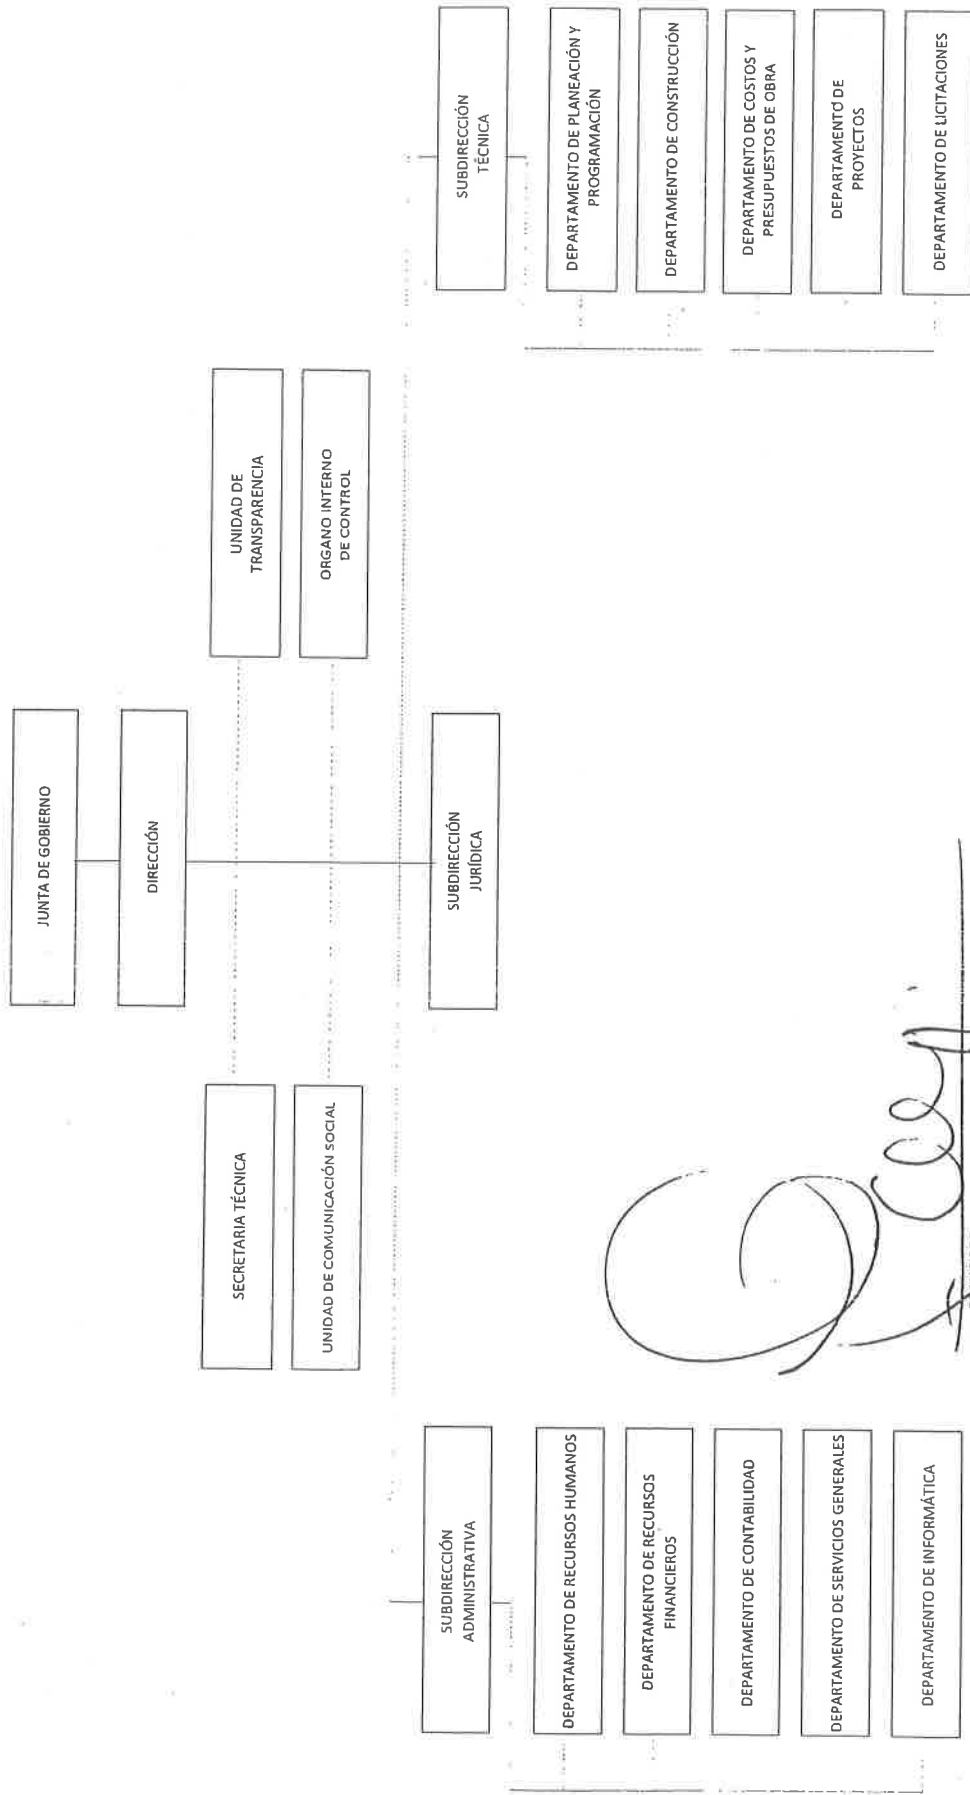 JUNTA DE GOBIERNO
DIRECCIÓN
SECRETARIA TÉCNICA
UNIDAD DE
TRANSPARENCIA
UNIDAD DE COMUNICACIÓN SOCIAL
ORGANO INTERNO
DE CONTROL
SUBDIRECCIÓN
ADMINISTRATIVA
SUBDIRECCIÓN
JURÍDICA
SUBDIRECCIÓN
TÉCNICA
DEPARTAMENTO DE RECURSOS HUMANOS
DEPARTAMENTO DE RECURSOS
FINANCIEROS
DEPARTAMENTO DE CONTABILIDAD
DEPARTAMENTO DE SERVICIOS GENERALES
DEPARTAMENTO DE INFORMÁTICA
DEPARTAMENTO DE PLANEACIÓN Y
PROGRAMACIÓN
DEPARTAMENTO DE CONSTRUCCIÓN
DEPARTAMENTO DE COSTOS Y
PRESUPUESTOS DE OBRA
DEPARTAMENTO DE
PROYECTOS
DEPARTAMENTO DE LICITACIONES